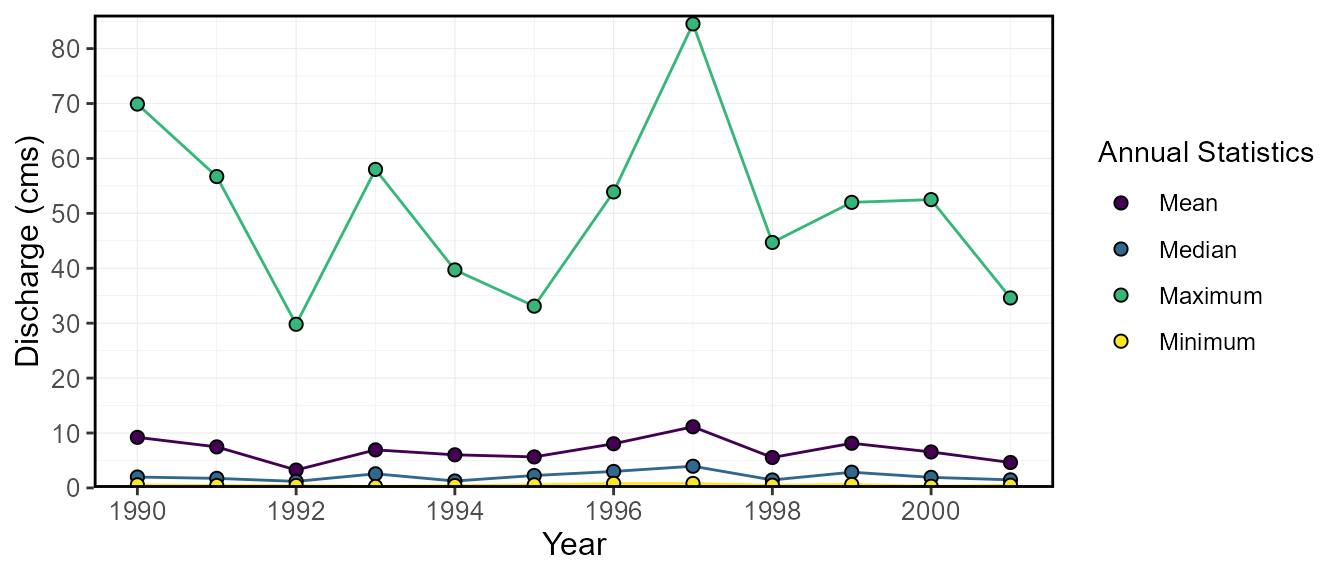 Discharge (cms)
80
70
60
50
40
30
20
10
0
1990 1992 1994 1996 1998 2000
Year
Annual Statistics
Mean
Median
Maximum
Minimum